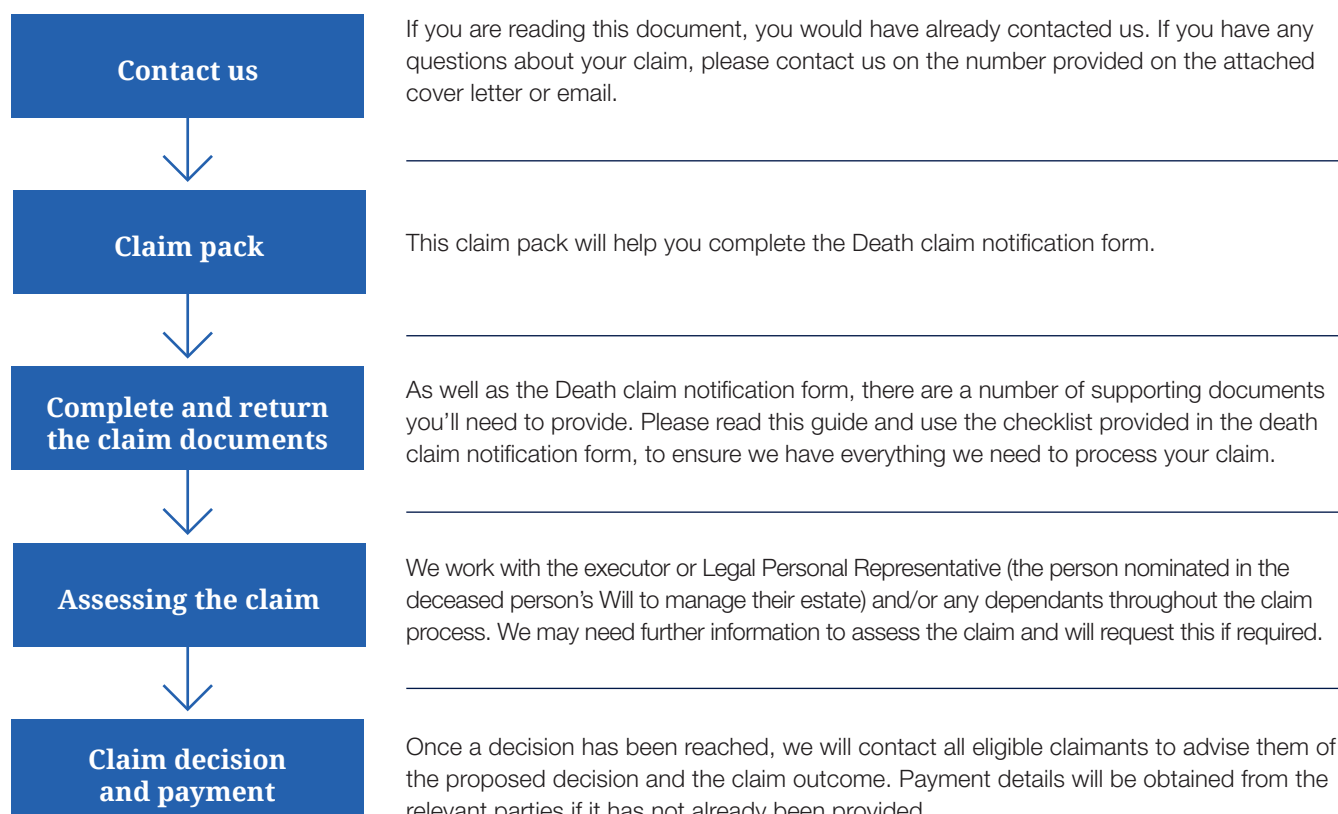 Contact us
If you are reading this document, you would have already contacted us. If you have any
questions about your claim, please contact us on the number provided on the attached
cover letter or email.
Claim pack
This claim pack will help you complete the Death claim notification form.
Complete and return
the claim documents
As well as the Death claim notification form, there are a number of supporting documents
you’ll need to provide. Please read this guide and use the checklist provided in the death
claim notification form, to ensure we have everything we need to process your claim.
Assessing the claim
We work with the executor or Legal Personal Representative (the person nominated in the
deceased person’s Will to manage their estate) and/or any dependants throughout the claim
process. We may need further information to assess the claim and will request this if required.
Claim decision
and payment
Once a decision has been reached, we will contact all eligible claimants to advise them of
the proposed decision and the claim outcome. Payment details will be obtained from the
relevant parties if it has not already been provided